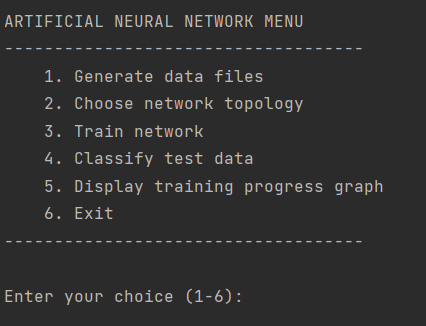 ARTIFICIAL NEURAL NETWORK MENU
------------------------------------
1. Generate data files
2. Choose network topology
3. Train network
4. Classify test data
5. Display training progress graph
6. Exit
------------------------------------
Enter your choice (1-6):